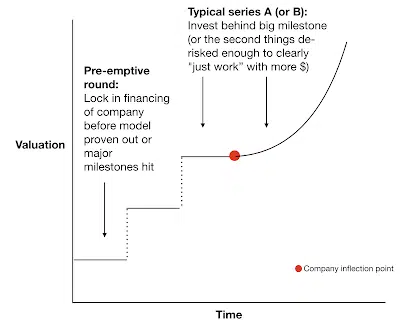 Typical series A (or B):
Invest behind big milestone
(or the second things de-
risked enough to clearly
"just work" with more $)
Pre-emptive
round:
Lock in financing
of company
before model
proven out or
major
milestones hit
Valuation
Company inflection point
Time